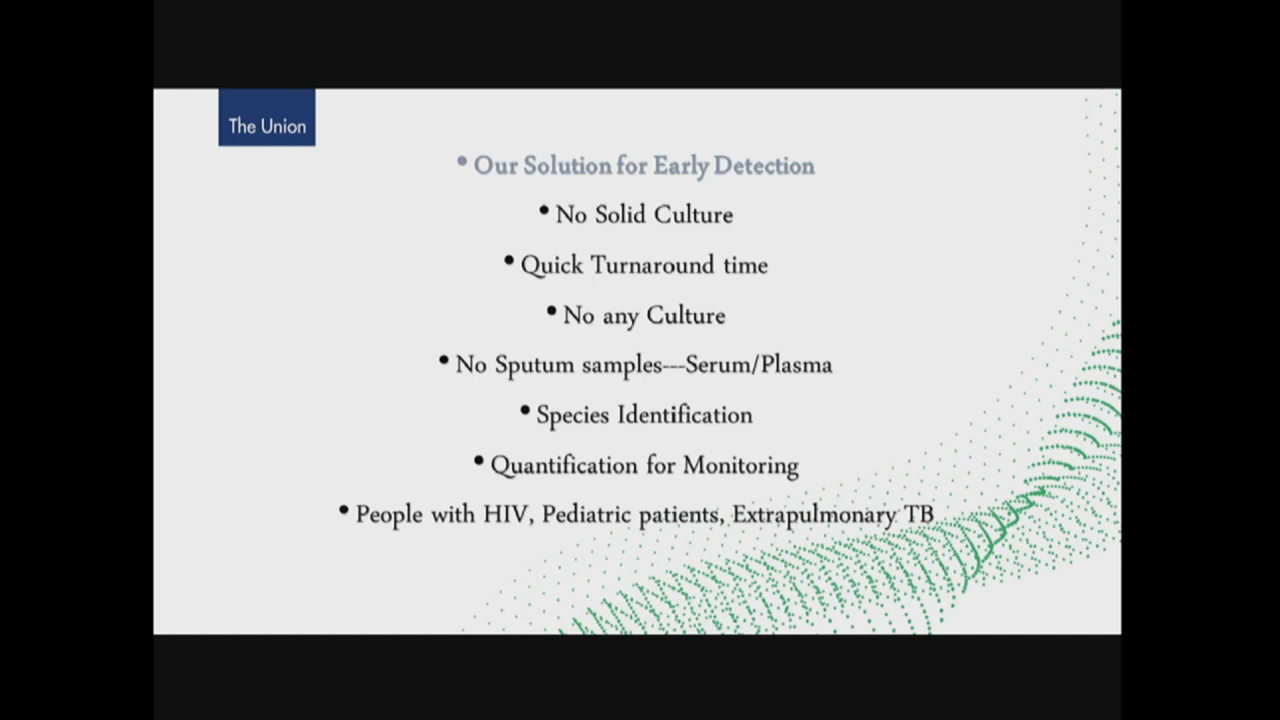 The Union
• Our Solution for Early Detection
• No Solid Culture
• Quick Turnaround time
• No any Culture
• No Sputum samples---Serum/Plasma
• Species Identification
• Quantification for Monitoring
• People with HIV, Pediatric patients, Extrapulmonary TB